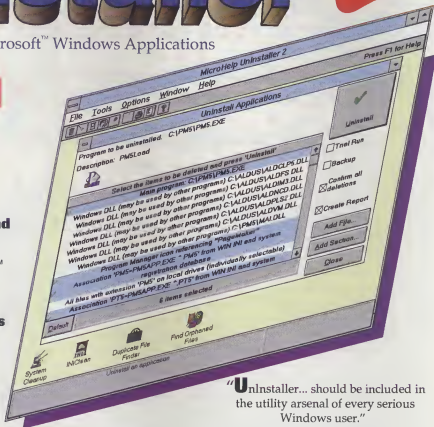 rosoft™ Windows Applications
MicroHelp UnInstaller 2
File Tools Options Window Help
Press F1 for Help
Uninstall Applications
Program to be uninstalled: C:\PM5\PM5.EXE
Description: PM5Load
Select the items to be deleted and press 'Uninstall'
Main program: C:\PM5\PM5.EXE
Windows DLL (may be used by other programs) C:\ALDUS\ALDCLP5.DLL
Windows DLL (may be used by other programs) C:\ALDUS\ALDFS.DLL
Windows DLL (may be used by other programs) C:\ALDUS\ALDIM3.DLL
Windows DLL (may be used by other programs) C:\ALDUS\ALDNCD.DLL
Windows DLL (may be used by other programs) C:\ALDUS\ALDPLS.DLL
Windows DLL (may be used by other programs) C:\ALDUS\ALDVM.DLL
Windows DLL (may be used by other programs) C:\PM5\MAI.DLL
Program Manager icon referencing "PageMaker"
Association "PM5=PM5APP.EXE ^.PM5" from WIN.INI and system
registration database
All files with extension "PM5" on local drives (individually selectable)
Association "PT5=PM5APP.EXE ^.PT5" from WIN.INI and system
6 items selected
Default
Uninstall
Trial Run
Backup
Confirm all
deletions
Create Report
Add File...
Add Section...
Close
System
Cleanup
INIClean
Duplicate File
Finder
Find Orphaned
Files
Uninstall an application
"UnInstaller... should be included in
the utility arsenal of every serious
Windows user."